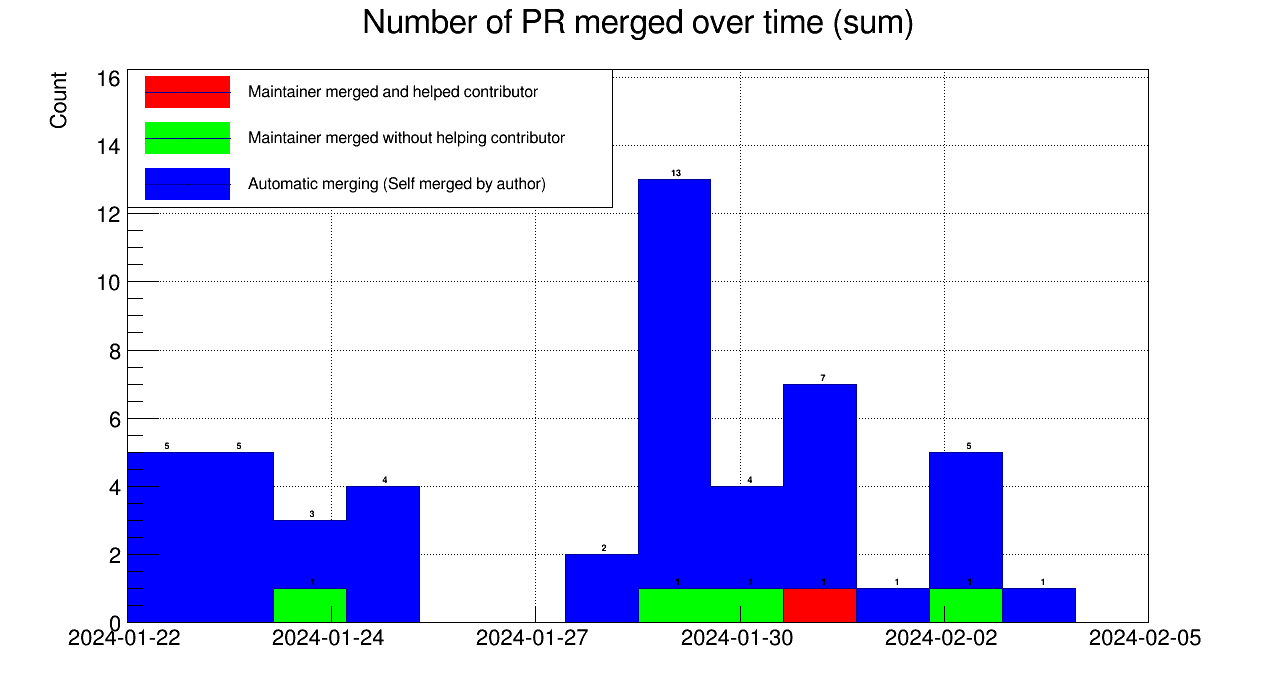 Number of PR merged over time (sum)
Count
16
14
12
10
8
6
4
2
0
Maintainer merged and helped contributor
Maintainer merged without helping contributor
Automatic merging (Self merged by author)
5 5 3 4 2 13 4 7 1 5 1
1 1 1 1 1
2024-01-22 2024-01-24 2024-01-27 2024-01-30 2024-02-02 2024-02-05